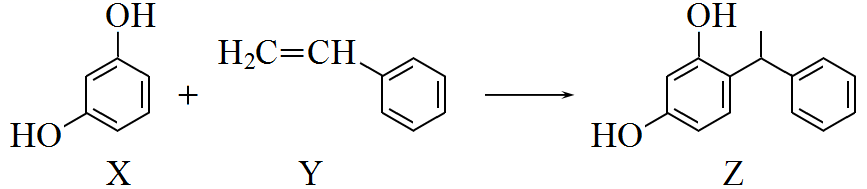 OH
HO
X
+
H₂C=CH
Y
OH
HO
Z